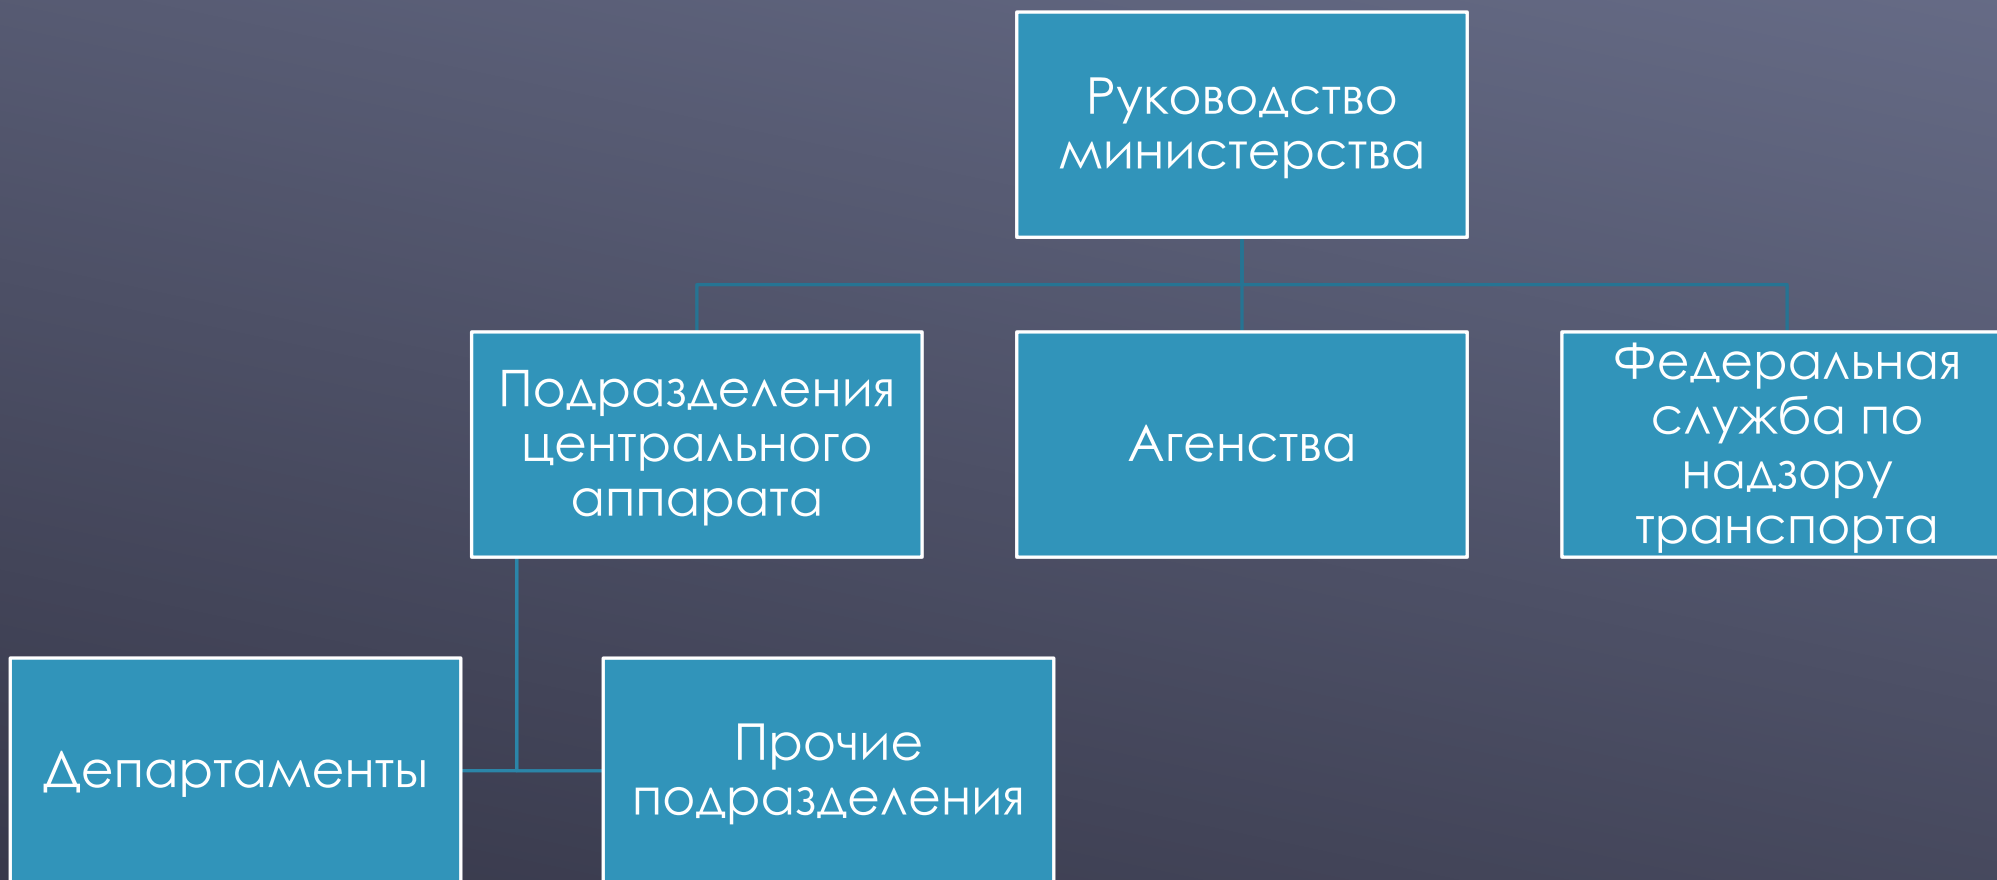 Руководство
министерства
Подразделения
центрального
аппарата
Агенства
Федеральная
служба по
надзору
транспорта
Департаменты
Прочие
подразделения